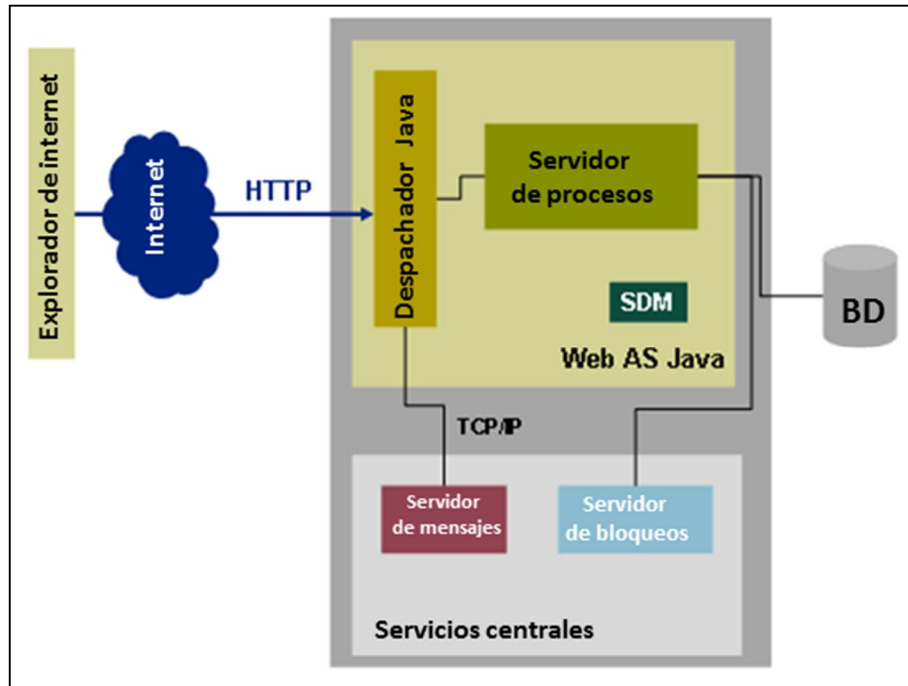 Explorador de internet
Internet
HTTP
Despachador Java
Servidor
de procesos
SDM
Web AS Java
BD
TCP/IP
Servidor
de mensajes
Servidor
de bloqueos
Servicios centrales